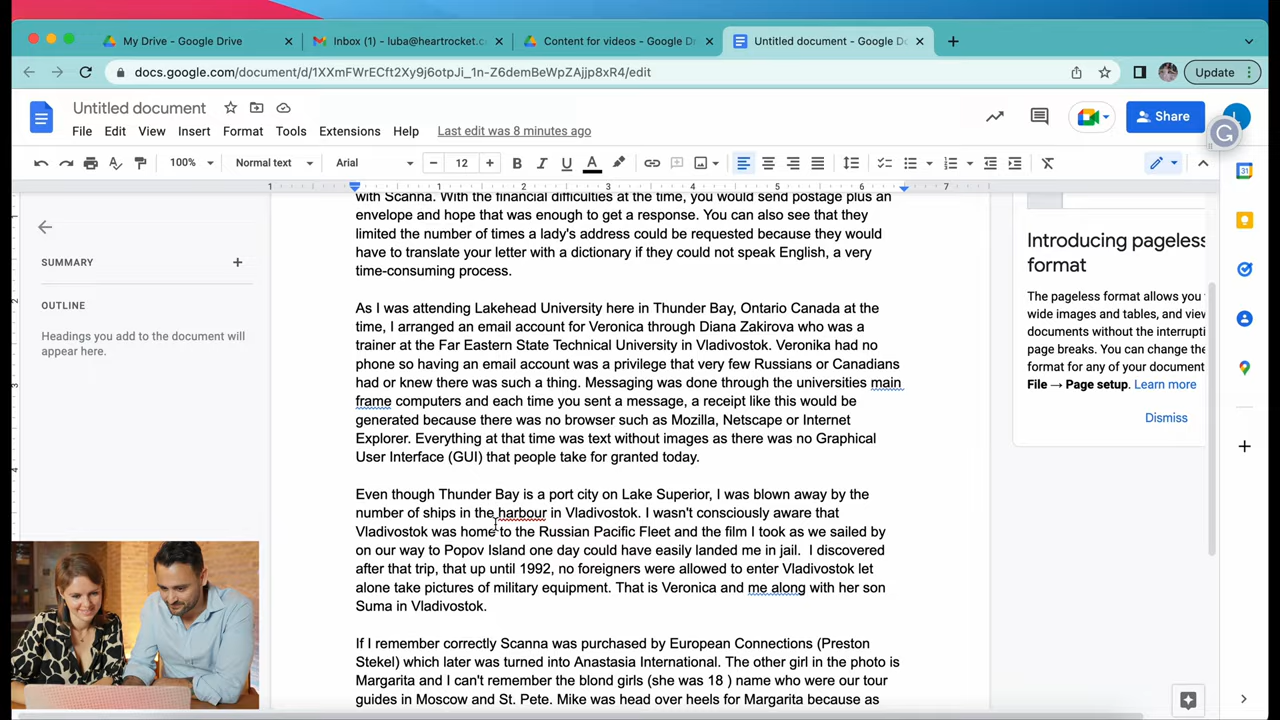 My Drive - Google Drive
Inbox (1) - luba@heartrocket.c
Content for videos - Google Dr
Untitled document - Google Do
docs.google.com/document/d/1XXmFWrECft2Xy9j6otpJi_1n-Z6demBeWpZAjjp8xR4/edit
Update
Untitled document
File Edit View Insert Format Tools Extensions Help Last edit was 8 minutes ago
Share
100% Normal text Arial 12
1 1 2 3 4 5 6 7
SUMMARY
OUTLINE
Headings you add to the document will
appear here.
with Scanna. With the financial difficulties at the time, you would send postage plus an
envelope and hope that was enough to get a response. You can also see that they
limited the number of times a lady's address could be requested because they would
have to translate your letter with a dictionary if they could not speak English, a very
time-consuming process.
As I was attending Lakehead University here in Thunder Bay, Ontario Canada at the
time, I arranged an email account for Veronica through Diana Zakirova who was a
trainer at the Far Eastern State Technical University in Vladivostok. Veronika had no
phone so having an email account was a privilege that very few Russians or Canadians
had or knew there was such a thing. Messaging was done through the universities main
frame computers and each time you sent a message, a receipt like this would be
generated because there was no browser such as Mozilla, Netscape or Internet
Explorer. Everything at that time was text without images as there was no Graphical
User Interface (GUI) that people take for granted today.
Even though Thunder Bay is a port city on Lake Superior, I was blown away by the
number of ships in the harbour in Vladivostok. I wasn't consciously aware that
Vladivostok was home to the Russian Pacific Fleet and the film I took as we sailed by
on our way to Popov Island one day could have easily landed me in jail. I discovered
after that trip, that up until 1992, no foreigners were allowed to enter Vladivostok let
alone take pictures of military equipment. That is Veronica and me along with her son
Suma in Vladivostok.
If I remember correctly Scanna was purchased by European Connections (Preston
Stekel) which later was turned into Anastasia International. The other girl in the photo is
Margarita and I can't remember the blond girls (she was 18 ) name who were our tour
guides in Moscow and St. Pete. Mike was head over heels for Margarita because as
Introducing pageless
format
The pageless format allows you
wide images and tables, and view
documents without the interrupti
page breaks. You can change the
format for any of your document
File → Page setup. Learn more
Dismiss